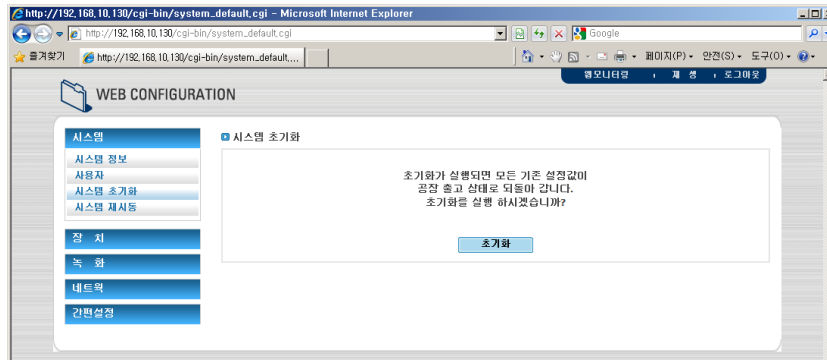 http://192,168,10,130/cgi-bin/system_default,cgi - Microsoft Internet Explorer
http://192,168,10,130/cgi-bin/system_default,cgi
Google
즐겨찾기
http://192,168,10,130/cgi-bin/system_default,...
페이지(P)
안전(S)
도구(O)
웹모니터링
재 생
로그아웃
WEB CONFIGURATION
시스템
시스템 초기화
시스템 정보
사용자
시스템 초기화
시스템 재시동
장 치
녹 화
네트웍
간편설정
초기화가 실행되면 모든 기존 설정값이
공장 출고 상태로 되돌아 갑니다.
초기화를 실행 하시겠습니까?
초기화